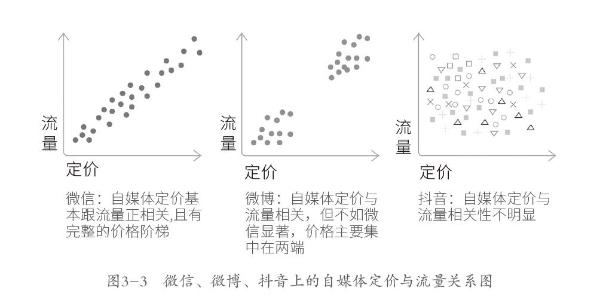 流量
定价
微信：自媒体定价基
本跟流量正相关,且有
完整的价格阶梯
流量
定价
微博：自媒体定价与
流量相关，但不如微
信显著，价格主要集
中在两端
流量
定价
抖音：自媒体定价与
流量相关性不明显
图3-3 微信、微博、抖音上的自媒体定价与流量关系图